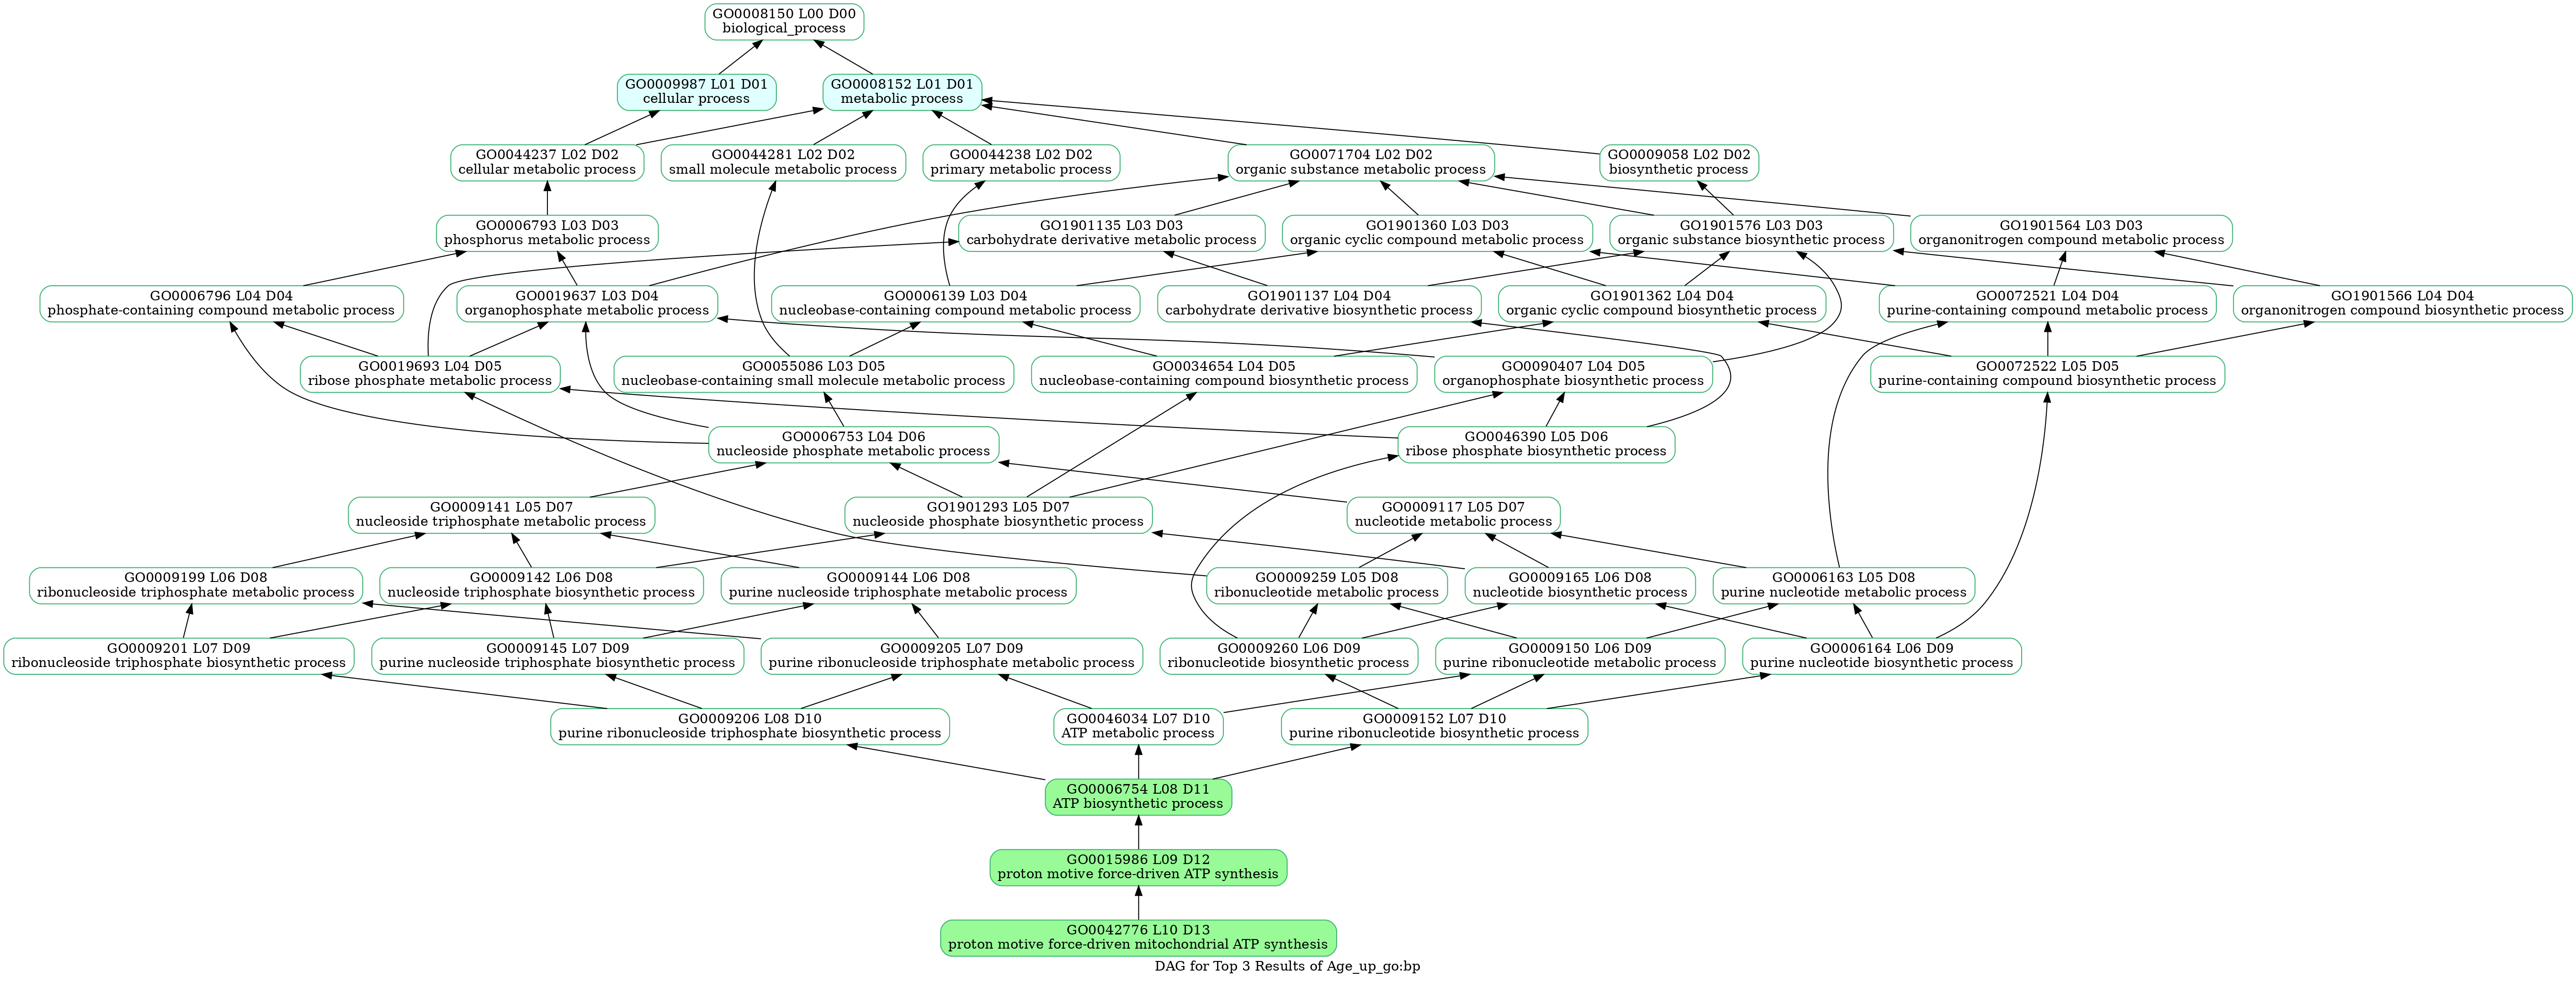 GO0008150 L00 D00
biological_process
GO0009987 L01 D01
cellular process
GO0008152 L01 D01
metabolic process
GO0044237 L02 D02
cellular metabolic process
GO0044281 L02 D02
small molecule metabolic process
GO0044238 L02 D02
primary metabolic process
GO0071704 L02 D02
organic substance metabolic process
GO0009058 L02 D02
biosynthetic process
GO0006793 L03 D03
phosphorus metabolic process
GO1901135 L03 D03
carbohydrate derivative metabolic process
GO1901360 L03 D03
organic cyclic compound metabolic process
GO1901576 L03 D03
organic substance biosynthetic process
GO1901564 L03 D03
organonitrogen compound metabolic process
GO0006796 L04 D04
phosphate-containing compound metabolic process
GO0019637 L03 D04
organophosphate metabolic process
GO0006139 L03 D04
nucleobase-containing compound metabolic process
GO1901137 L04 D04
carbohydrate derivative biosynthetic process
GO1901362 L04 D04
organic cyclic compound biosynthetic process
GO0072521 L04 D04
purine-containing compound metabolic process
GO1901566 L04 D04
organonitrogen compound biosynthetic process
GO0019693 L04 D05
ribose phosphate metabolic process
GO0055086 L03 D05
nucleobase-containing small molecule metabolic process
GO0034654 L04 D05
nucleobase-containing compound biosynthetic process
GO0090407 L04 D05
organophosphate biosynthetic process
GO0072522 L05 D05
purine-containing compound biosynthetic process
GO0006753 L04 D06
nucleoside phosphate metabolic process
GO0046390 L05 D06
ribose phosphate biosynthetic process
GO0009141 L05 D07
nucleoside triphosphate metabolic process
GO1901293 L05 D07
nucleoside phosphate biosynthetic process
GO0009117 L05 D07
nucleotide metabolic process
GO0009199 L06 D08
ribonucleoside triphosphate metabolic process
GO0009142 L06 D08
nucleoside triphosphate biosynthetic process
GO0009144 L06 D08
purine nucleoside triphosphate metabolic process
GO0009259 L05 D08
ribonucleotide metabolic process
GO0009165 L06 D08
nucleotide biosynthetic process
GO0006163 L05 D08
purine nucleotide metabolic process
GO0009201 L07 D09
ribonucleoside triphosphate biosynthetic process
GO0009145 L07 D09
purine nucleoside triphosphate biosynthetic process
GO0009205 L07 D09
purine ribonucleoside triphosphate metabolic process
GO0009260 L06 D09
ribonucleotide biosynthetic process
GO0009150 L06 D09
purine ribonucleotide metabolic process
GO0006164 L06 D09
purine nucleotide biosynthetic process
GO0009206 L08 D10
purine ribonucleoside triphosphate biosynthetic process
GO0046034 L07 D10
ATP metabolic process
GO0009152 L07 D10
purine ribonucleotide biosynthetic process
GO0006754 L08 D11
ATP biosynthetic process
GO0015986 L09 D12
proton motive force-driven ATP synthesis
GO0042776 L10 D13
proton motive force-driven mitochondrial ATP synthesis
DAG for Top 3 Results of Age_up_go:bp